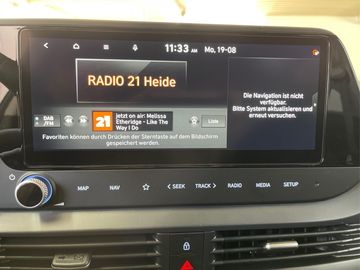 11:33 AM Mo, 19-08
RADIO 21 Heide
Die Navigation ist nicht
verfügbar.
Bitte System aktualisieren und
erneut versuchen.
DAB
/FM
21
Jetzt on air: Melissa
Etheridge - Like The
Way I Do
Liste
Favoriten können durch Drücken der Sterntaste auf dem Bildschirm
gespeichert werden.
MAP
NAV
< SEEK
TRACK >
RADIO
MEDIA
SETUP